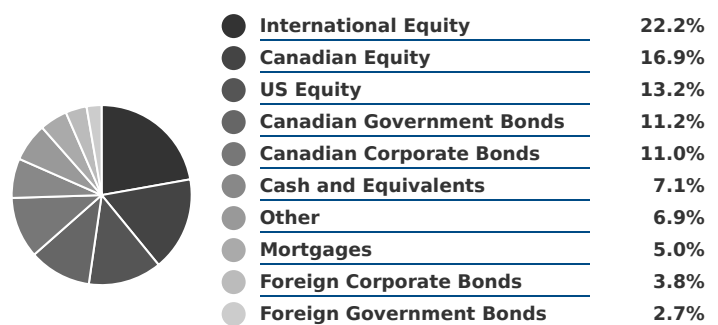 International Equity 22.2%
Canadian Equity 16.9%
US Equity 13.2%
Canadian Government Bonds 11.2%
Canadian Corporate Bonds 11.0%
Cash and Equivalents 7.1%
Other 6.9%
Mortgages 5.0%
Foreign Corporate Bonds 3.8%
Foreign Government Bonds 2.7%